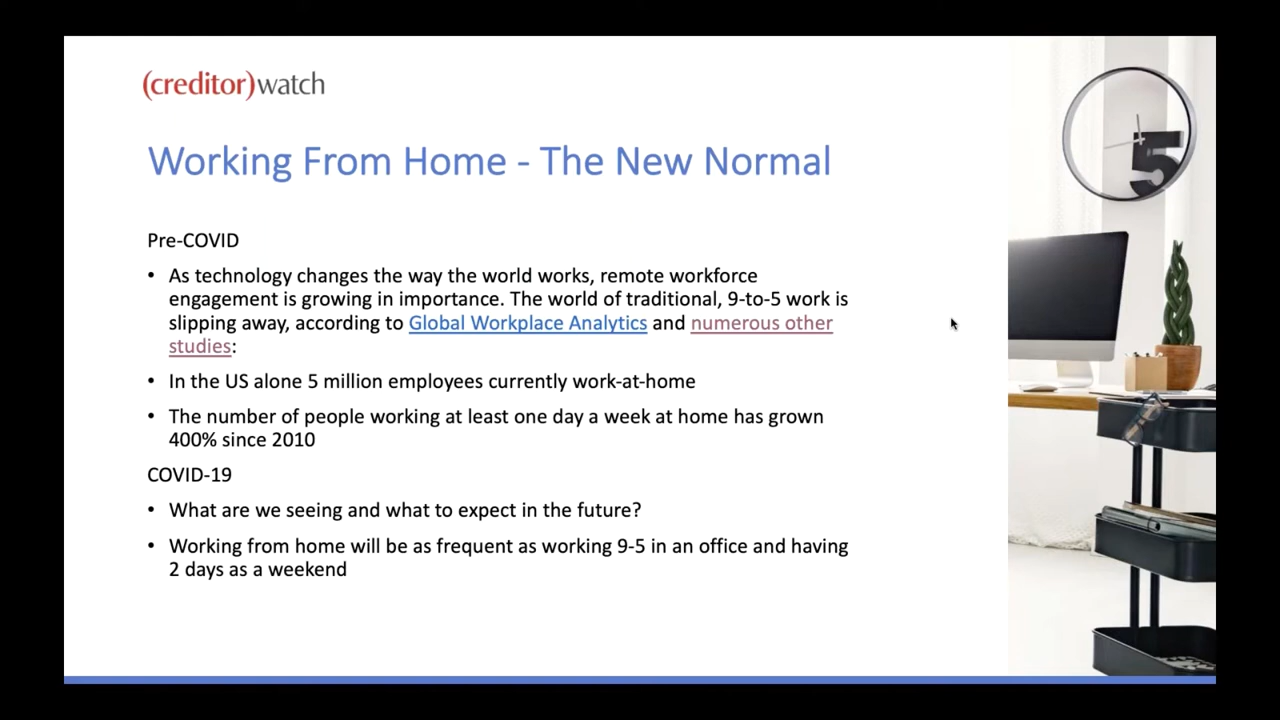 (creditor)watch
Working From Home - The New Normal
Pre-COVID
• As technology changes the way the world works, remote workforce
engagement is growing in importance. The world of traditional, 9-to-5 work is
slipping away, according to Global Workplace Analytics and numerous other
studies:
• In the US alone 5 million employees currently work-at-home
• The number of people working at least one day a week at home has grown
400% since 2010
COVID-19
• What are we seeing and what to expect in the future?
• Working from home will be as frequent as working 9-5 in an office and having
2 days as a weekend
5